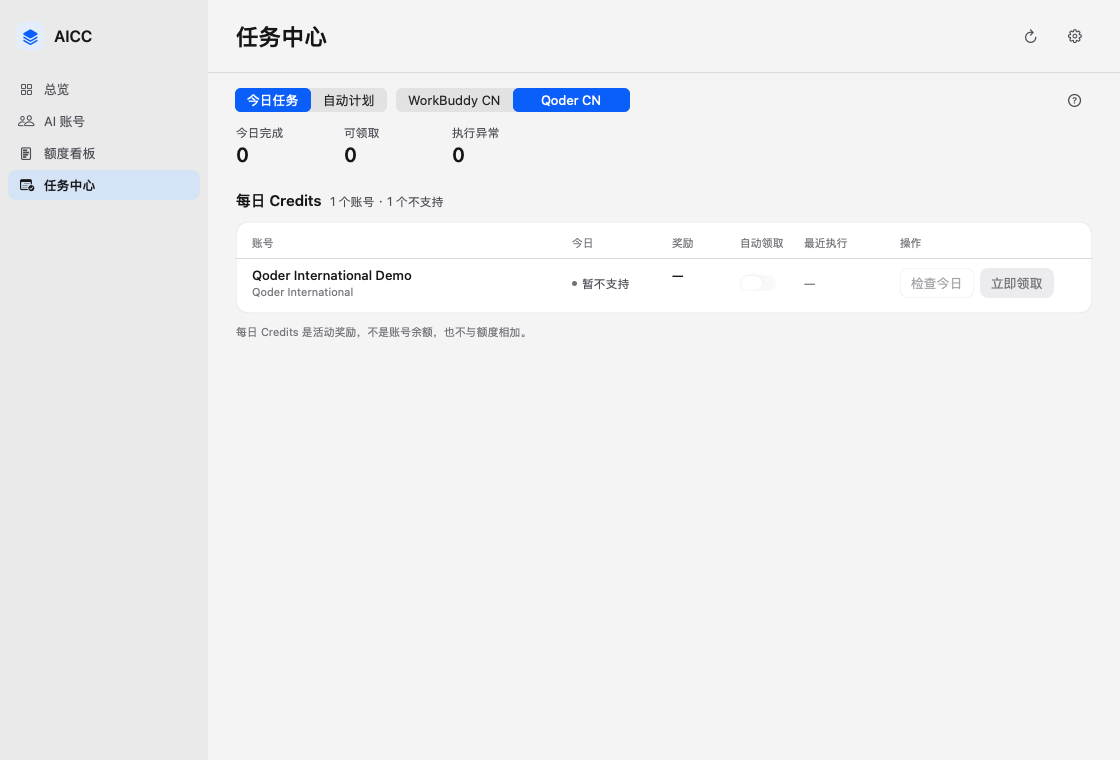 AICC
总览
AI 账号
额度看板
任务中心
任务中心
今日任务 自动计划 WorkBuddy CN Qoder CN
今日完成 可领取 执行异常
0 0 0
每日 Credits 1 个账号 · 1 个不支持
账号 今日 奖励 自动领取 最近执行 操作
Qoder International Demo
Qoder International
暂不支持 — — 检查今日 立即领取
每日 Credits 是活动奖励，不是账号余额，也不与额度相加。